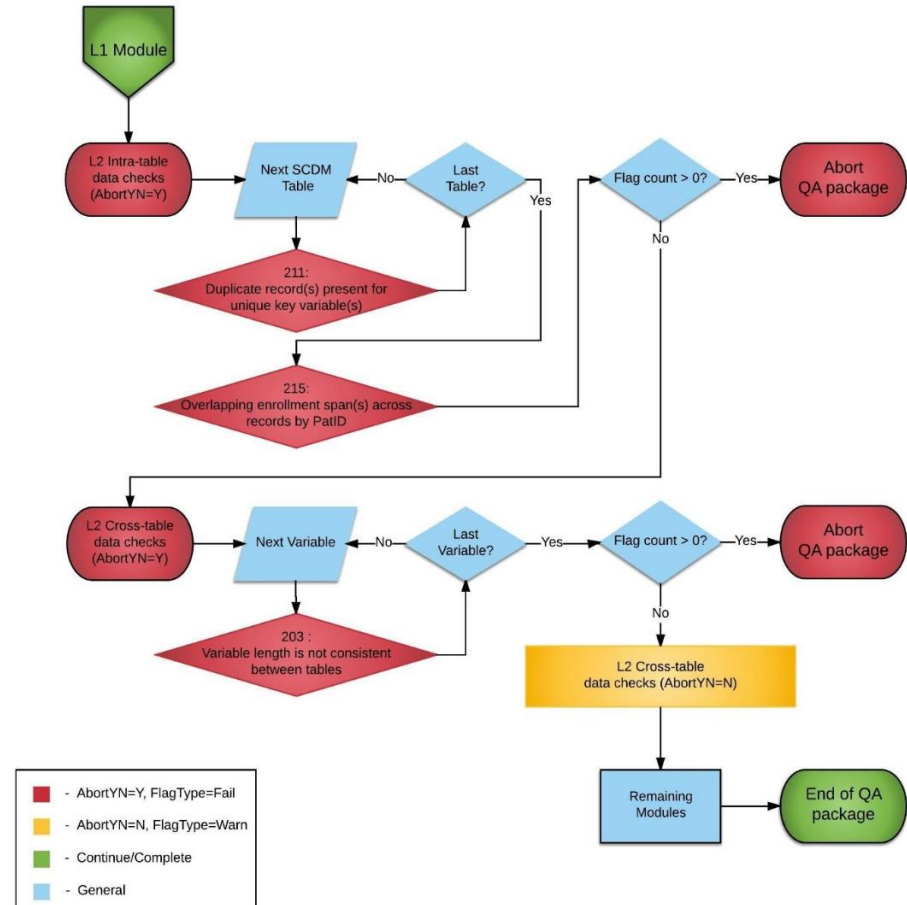 L1 Module
L2 Intra-table
data checks
(AbortYN=Y)
Next SCDM
Table
No
Last
Table?
Yes
Flag count > 0?
Yes
Abort
QA package
No
211:
Duplicate record(s) present for
unique key variable(s)
215:
Overlapping enrollment span(s) across
records by PatID
L2 Cross-table
data checks
(AbortYN=Y)
Next Variable
No
Last
Variable?
Yes
Flag count > 0?
Yes
Abort
QA package
No
203 :
Variable length is not consistent
between tables
L2 Cross-table
data checks (AbortYN=N)
Remaining
Modules
End of QA
package
- AbortYN=Y, FlagType=Fail
- AbortYN=N, FlagType=Warn
- Continue/Complete
- General